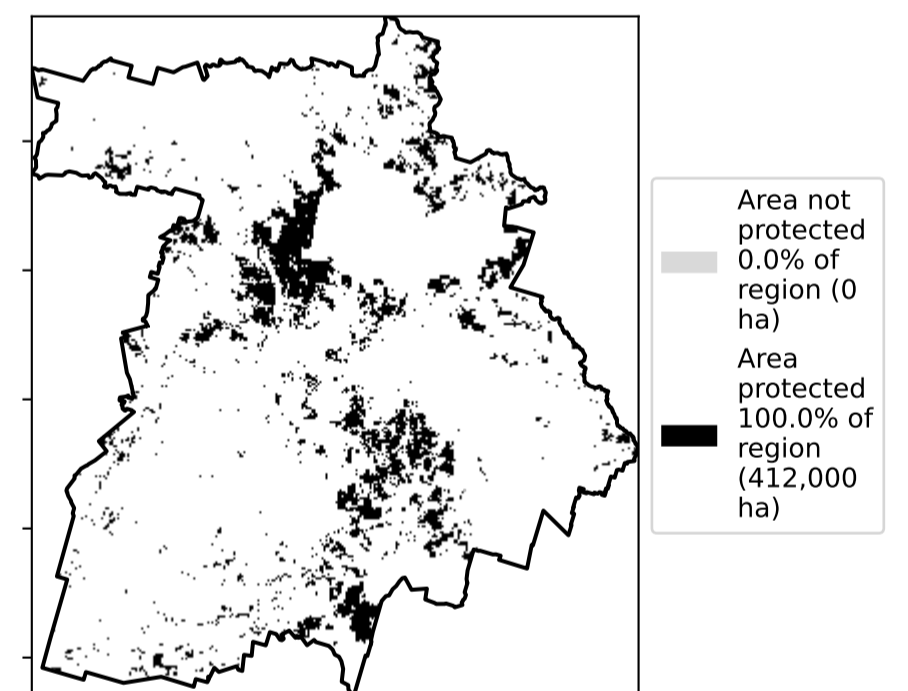 Area not
protected
0.0% of
region (0
ha)
Area
protected
100.0% of
region
(412,000
ha)